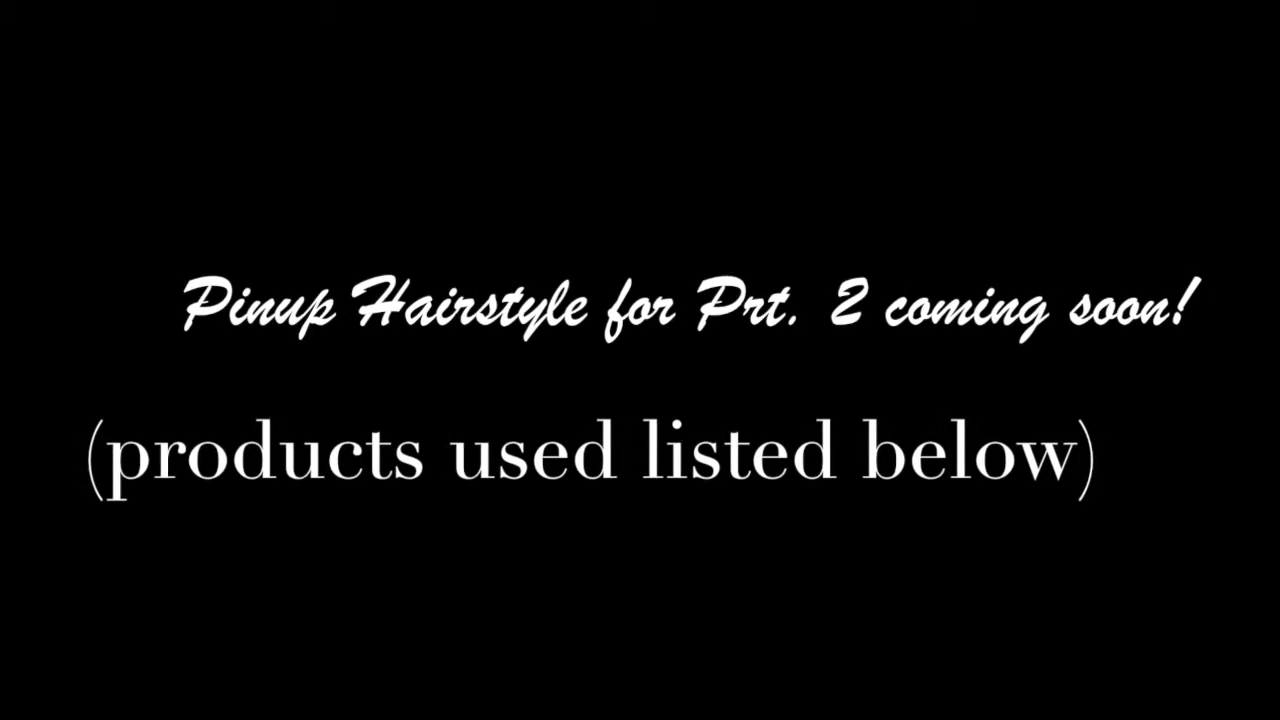 Pinup Hairstyle for Prt. 2 coming soon!
(products used listed below)